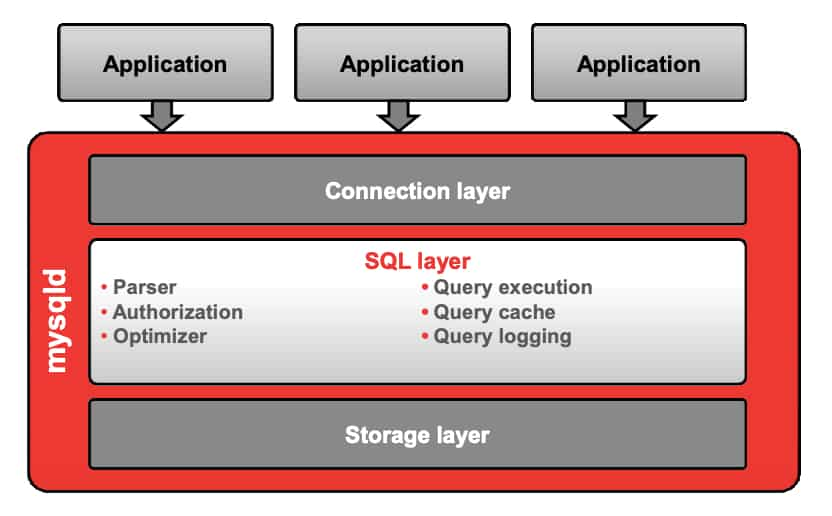 Application
Application
Application
mysqld
Connection layer
SQL layer
• Parser
• Authorization
• Optimizer
• Query execution
• Query cache
• Query logging
Storage layer